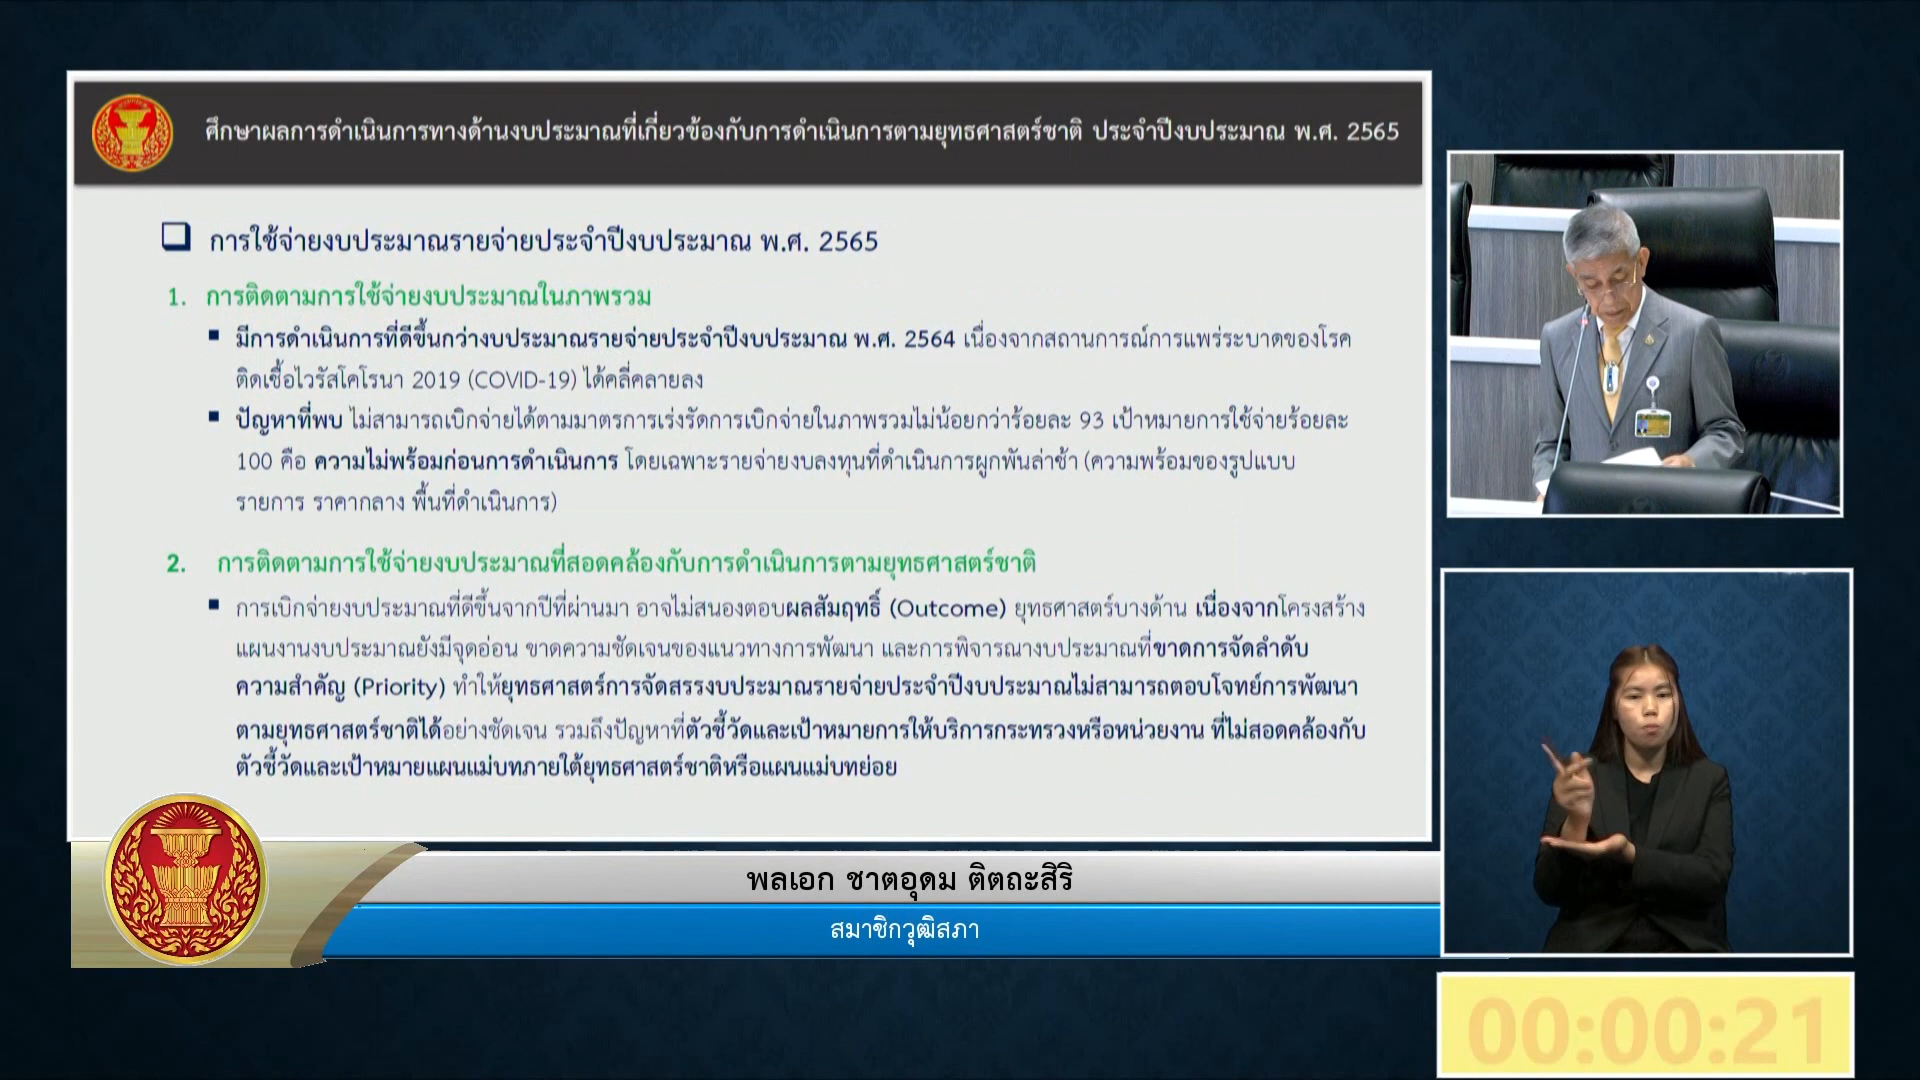 ศึกษาผลการดำเนินการทางด้านงบประมาณที่เกี่ยวข้องกับการดำเนินการตามยุทธศาสตร์ชาติ ประจำปีงบประมาณ พ.ศ. 2565
การใช้จ่ายงบประมาณรายจ่ายประจำปีงบประมาณ พ.ศ. 2565
1. การติดตามการใช้จ่ายงบประมาณในภาพรวม
มีการดำเนินการที่ดีขึ้นกว่างบประมาณรายจ่ายประจำปีงบประมาณ พ.ศ. 2564 เนื่องจากสถานการณ์การแพร่ระบาดของโรค
ติดเชื้อไวรัสโคโรนา 2019 (COVID-19) ได้คลี่คลายลง
ปัญหาที่พบ ไม่สามารถเบิกจ่ายได้ตามมาตรการเร่งรัดการเบิกจ่ายในภาพรวมไม่น้อยกว่าร้อยละ 93 เป้าหมายการใช้จ่ายร้อยละ
100 คือ ความไม่พร้อมก่อนการดำเนินการ โดยเฉพาะรายจ่ายงบลงทุนที่ดำเนินการผูกพันล่าช้า (ความพร้อมของรูปแบบ
รายการ ราคากลาง พื้นที่ดำเนินการ)
2. การติดตามการใช้จ่ายงบประมาณที่สอดคล้องกับการดำเนินการตามยุทธศาสตร์ชาติ
การเบิกจ่ายงบประมาณที่ดีขึ้นจากปีที่ผ่านมา อาจไม่สนองตอบผลสัมฤทธิ์ (Outcome) ยุทธศาสตร์บางด้าน เนื่องจากโครงสร้าง
แผนงานงบประมาณยังมีจุดอ่อน ขาดความชัดเจนของแนวทางการพัฒนา และการพิจารณางบประมาณที่ขาดการจัดลำดับ
ความสำคัญ (Priority) ทำให้ยุทธศาสตร์การจัดสรรงบประมาณรายจ่ายประจำปีงบประมาณไม่สามารถตอบโจทย์การพัฒนา
ตามยุทธศาสตร์ชาติได้อย่างชัดเจน รวมถึงปัญหาที่ตัวชี้วัดและเป้าหมายการให้บริการกระทรวงหรือหน่วยงาน ที่ไม่สอดคล้องกับ
ตัวชี้วัดและเป้าหมายแผนแม่บทภายใต้ยุทธศาสตร์ชาติหรือแผนแม่บทย่อย
พลเอก ชาตอุดม ติตถะสิริ
สมาชิกวุฒิสภา
00:00:21